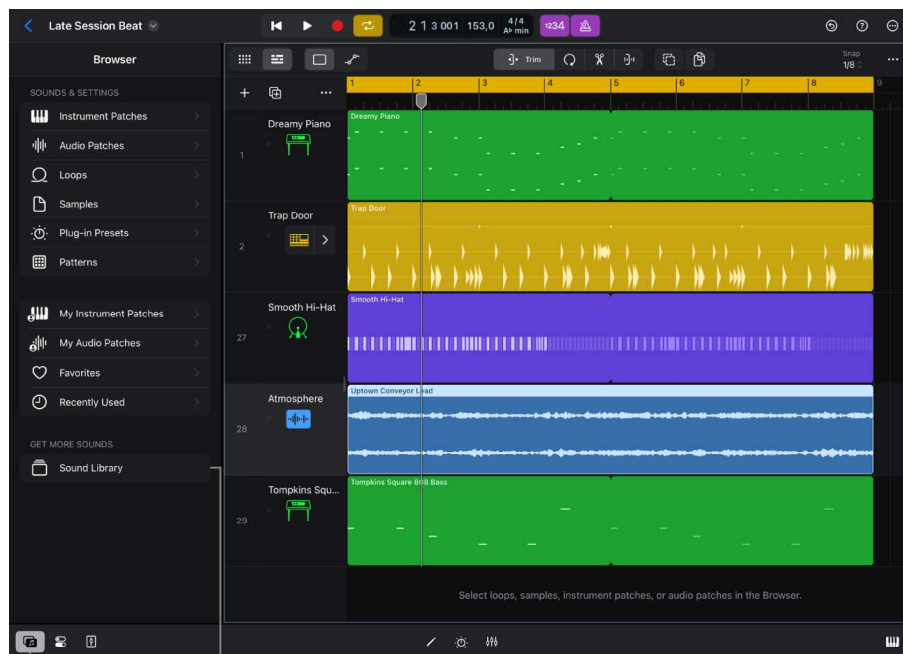 Late Session Beat
2 1 3 001 153,0 4/4 A♭ min 1234
Browser
Trim
Snap
1/8
SOUNDS & SETTINGS
Instrument Patches
Audio Patches
Loops
Samples
Plug-in Presets
Patterns
My Instrument Patches
My Audio Patches
Favorites
Recently Used
GET MORE SOUNDS
Sound Library
1 2 3 4 5 6 7 8 9
1
Dreamy Piano
Dreamy Piano
2
Trap Door
Trap Door
27
Smooth Hi-Hat
Smooth Hi-Hat
28
Atmosphere
Uptown Conveyor Lead
29
Tompkins Squ...
Tompkins Square 808 Bass
Select loops, samples, instrument patches, or audio patches in the Browser.